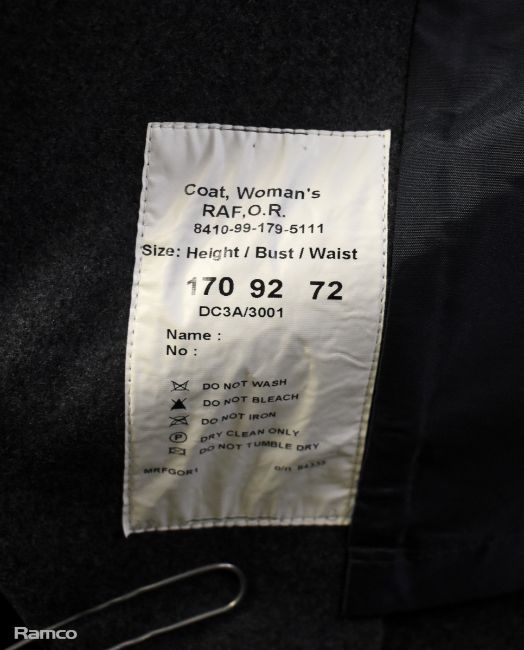 Coat, Woman's
RAF,O.R.
8410-99-179-5111
Size: Height / Bust / Waist
170 92 72
DC3A/3001
Name :
No :
DO NOT WASH
DO NOT BLEACH
DO NOT IRON
P DRY CLEAN ONLY
DO NOT TUMBLE DRY
MRFGOR1
Ramco